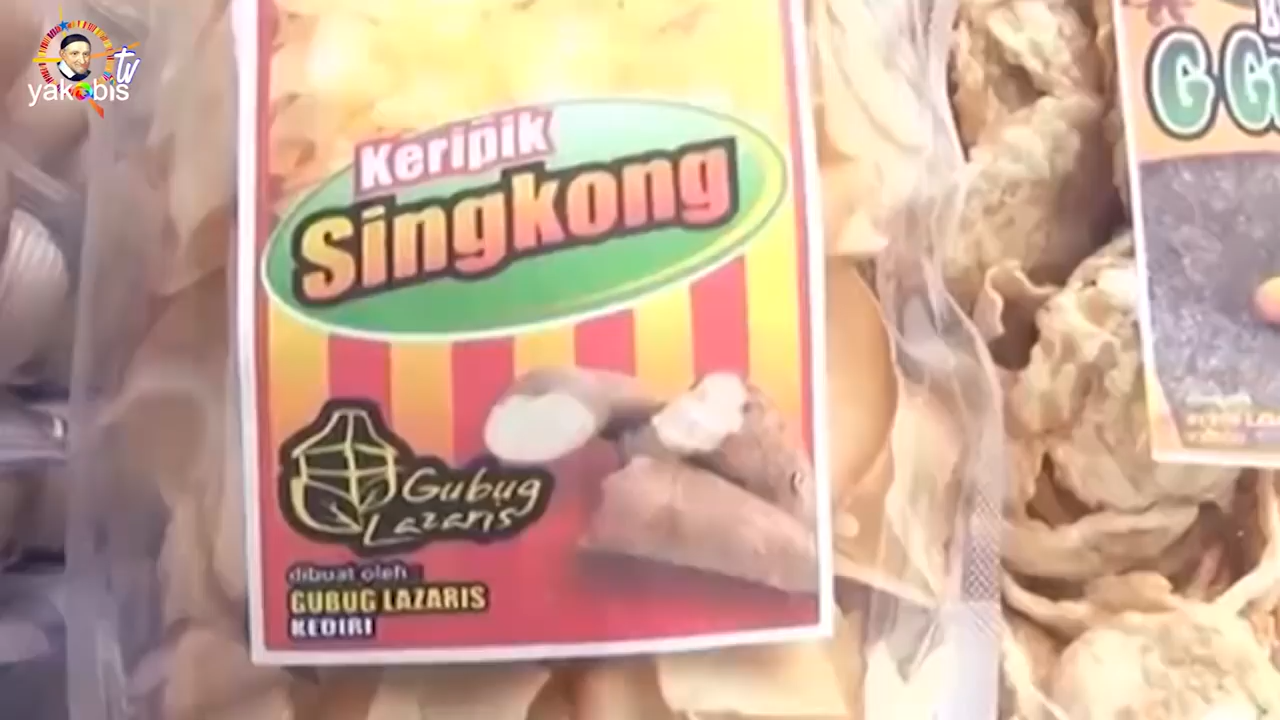 tv
yakobis
Keripik
Singkong
Gubug
Lazaris
dibuat oleh
GUBUG LAZARIS
KEDIRI
G